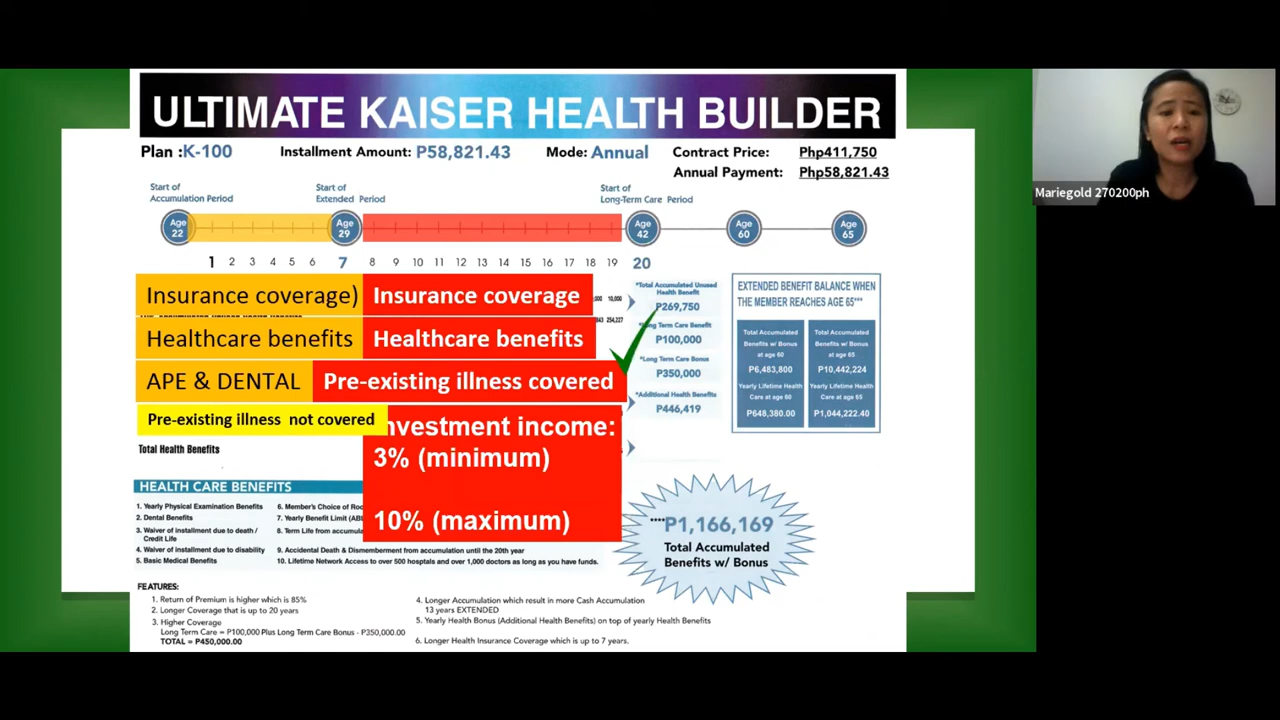 ULTIMATE KAISER HEALTH BUILDER
Plan :K-100 Installment Amount: P58,821.43 Mode: Annual Contract Price: Php411,750
Annual Payment: Php58,821.43
Start of
Accumulation Period
Start of
Extended Period
Start of
Long-Term Care Period
Age
22
Age
29
Age
42
Age
60
Age
65
1 2 3 4 5 6 7 8 9 10 11 12 13 14 15 16 17 18 19 20
Insurance coverage)
Insurance coverage
Healthcare benefits
Healthcare benefits
APE & DENTAL
Pre-existing illness covered
Pre-existing illness not covered
nvestment income:
3% (minimum)
10% (maximum)
10,000
254,227
*Total Accumulated Unused
Health Benefit
P269,750
Term Care Benefit
P100,000
*Long Term Care Bonus
P350,000
*Additional Health Benefits
P446,419
EXTENDED BENEFIT BALANCE WHEN
THE MEMBER REACHES AGE 65***
Total Accumulated
Benefits w/ Bonus
at age 60
P6,483,800
Yearly Lifetime Health
Care at age 60
P648,380.00
Total Accumulated
Benefits w/ Bonus
at age 65
P10,442,224
Yearly Lifetime Health
Care at age 65
P1,044,222.40
Total Health Benefits
HEALTH CARE BENEFITS
1. Yearly Physical Examination Benefits
2. Dental Benefits
3. Waiver of installment due to death /
Credit Life
4. Waiver of installment due to disability
5. Basic Medical Benefits
6. Member's Choice of Roo
7. Yearly Benefit Limit (ABL
8. Term Life from accumula
9. Accidental Death & Dismemberment from accumulation until the 20th year
10. Lifetime Network Access to over 500 hospitals and over 1,000 doctors as long as you have funds.
****P1,166,169
Total Accumulated
Benefits w/ Bonus
FEATURES:
1. Return of Premium is higher which is 85%
2. Longer Coverage that is up to 20 years
3. Higher Coverage
Long Term Care = P100,000 Plus Long Term Care Bonus - P350,000.00
TOTAL = P450,000.00
4. Longer Accumulation which result in more Cash Accumulation
13 years EXTENDED
5. Yearly Health Bonus (Additional Health Benefits) on top of yearly Health Benefits
6. Longer Health Insurance Coverage which is up to 7 years.
Mariegold 270200ph